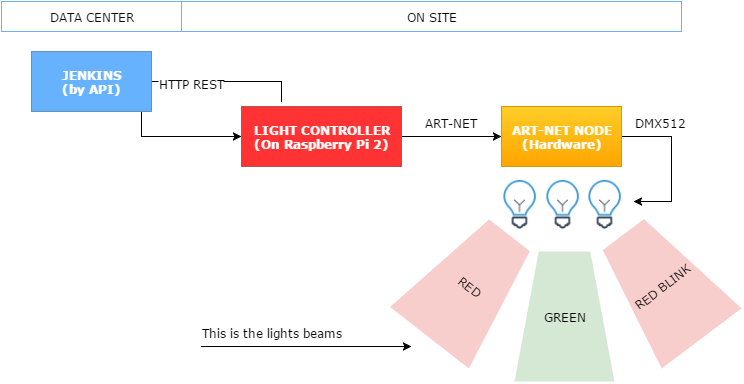 DATA CENTER
ON SITE
JENKINS
(by API)
HTTP REST
LIGHT CONTROLLER
(On Raspberry Pi 2)
ART-NET
ART-NET NODE
(Hardware)
DMX512
RED
GREEN
RED BLINK
This is the lights beams